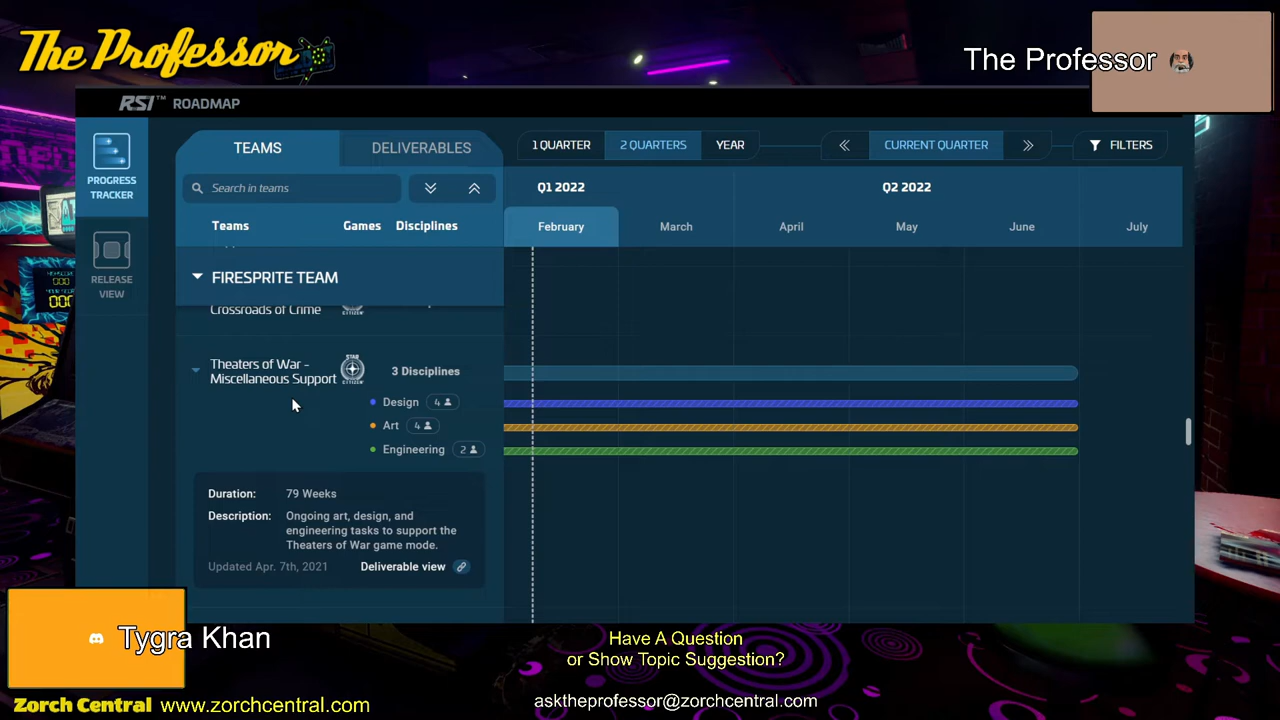 The Professor
The Professor
RSI™ ROADMAP
PROGRESS
TRACKER
RELEASE
VIEW
TEAMS
DELIVERABLES
1 QUARTER
2 QUARTERS
YEAR
CURRENT QUARTER
FILTERS
Search in teams
Q1 2022
Q2 2022
Teams
Games
Disciplines
February
March
April
May
June
July
FIRESPRITE TEAM
Crossroads of Crime
Theaters of War -
Miscellaneous Support
3 Disciplines
Design 4
Art 4
Engineering 2
Duration: 79 Weeks
Description: Ongoing art, design, and
engineering tasks to support the
Theaters of War game mode.
Updated Apr. 7th, 2021
Deliverable view
Tygra Khan
Have A Question
or Show Topic Suggestion?
Zorch Central www.zorchcentral.com
asktheprofessor@zorchcentral.com